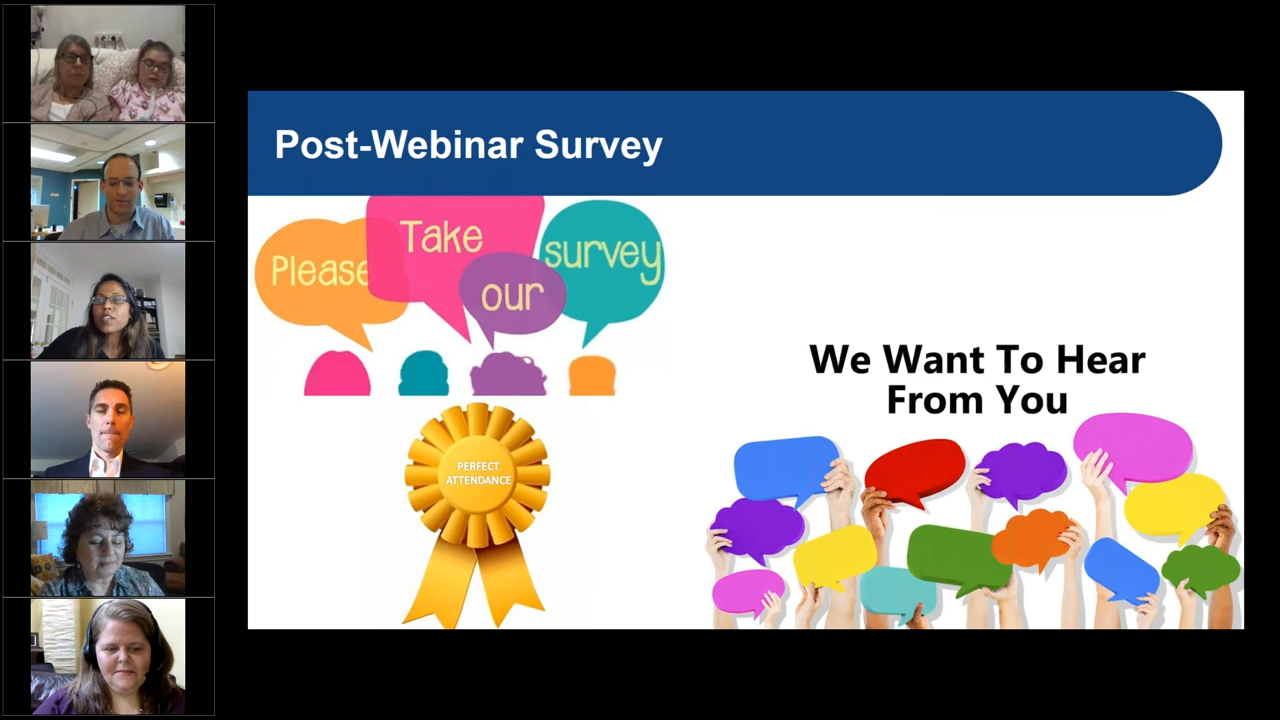 Post-Webinar Survey
Please
Take
our
survey
PERFECT
ATTENDANCE
We Want To Hear
From You